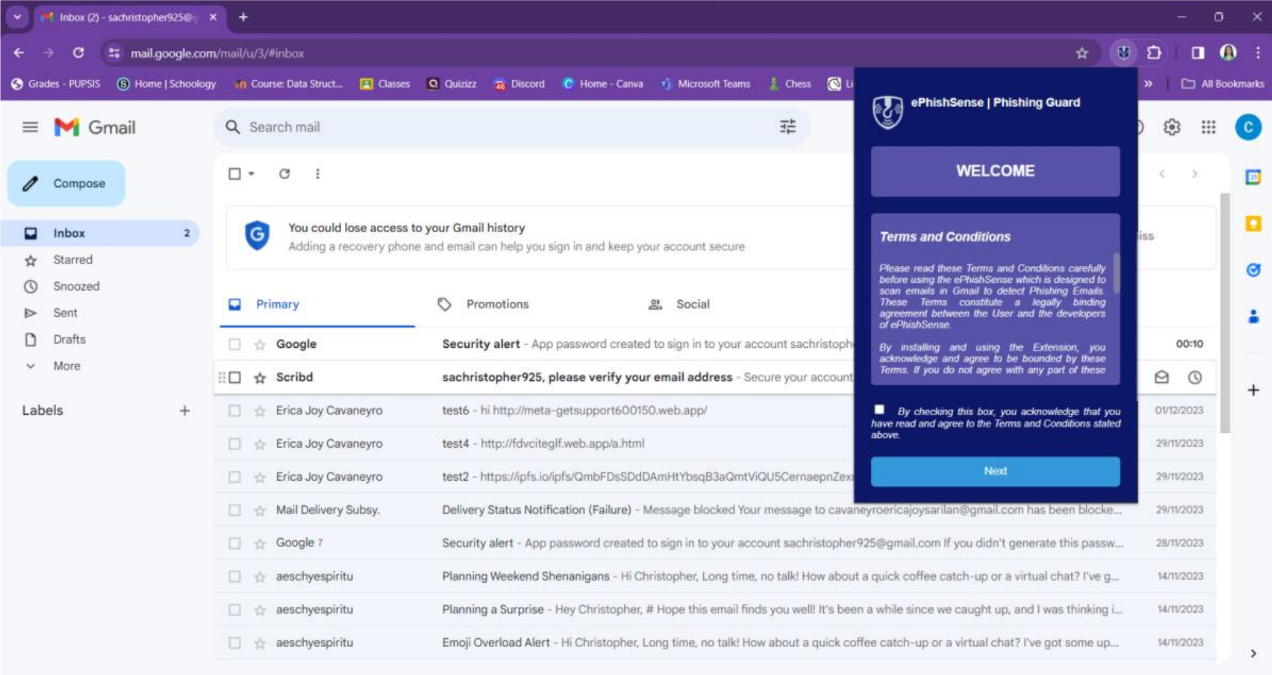 Inbox (2) - sachristopher925@g
mail.google.com/mail/u/3/#inbox
Grades - PUPSIS Home | Schoology Course: Data Struct... Classes Quizizz Discord Home - Canva Microsoft Teams Chess » All Bookmarks
Gmail
Search mail
C
Compose
Inbox 2
Starred
Snoozed
Sent
Drafts
More
Labels
You could lose access to your Gmail history
Adding a recovery phone and email can help you sign in and keep your account secure
iss
Primary Promotions Social
Google Security alert - App password created to sign in to your account sachristoph 00:10
Scribd sachristopher925, please verify your email address - Secure your account
Erica Joy Cavaneyro test6 - hi http://meta-getsupport600150.web.app/ 01/12/2023
Erica Joy Cavaneyro test4 - http://fdvciteglf.web.app/a.html 29/11/2023
Erica Joy Cavaneyro test2 - https://ipfs.io/ipfs/QmbFDsSDdDAmHtYbsqB3aQmtViQU5CernaepnZex 29/11/2023
Mail Delivery Subsy. Delivery Status Notification (Failure) - Message blocked Your message to cavaneyroericajoysarilan@gmail.com has been blocke... 29/11/2023
Google 7 Security alert - App password created to sign in to your account sachristopher925@gmail.com If you didn't generate this passw... 28/11/2023
aeschyespiritu Planning Weekend Shenanigans - Hi Christopher, Long time, no talk! How about a quick coffee catch-up or a virtual chat? I've g... 14/11/2023
aeschyespiritu Planning a Surprise - Hey Christopher, # Hope this email finds you well! It's been a while since we caught up, and I was thinking i... 14/11/2023
aeschyespiritu Emoji Overload Alert - Hi Christopher, Long time, no talk! How about a quick coffee catch-up or a virtual chat? I've got some up... 14/11/2023
ePhishSense | Phishing Guard
WELCOME
Terms and Conditions
Please read these Terms and Conditions carefully
before using the ePhishSense which is designed to
scan emails in Gmail to detect Phishing Emails.
These Terms constitute a legally binding
agreement between the User and the developers
of ePhishSense.
By installing and using the Extension, you
acknowledge and agree to be bounded by these
Terms. If you do not agree with any part of these
By checking this box, you acknowledge that you
have read and agree to the Terms and Conditions stated
above.
Next